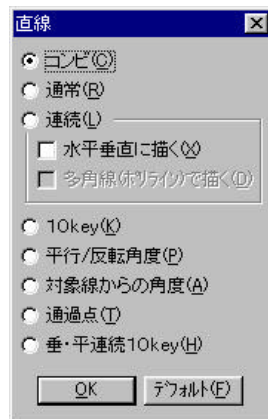 直線
コンビ(C)
通常(R)
連続(L)
水平垂直に描く(X)
多角線(ﾎﾟﾘﾗｲﾝ)で描く(D)
10key(K)
平行/反転角度(P)
対象線からの角度(A)
通過点(T)
垂・平連続10key(H)
OK
ﾃﾞﾌｫﾙﾄ(F)